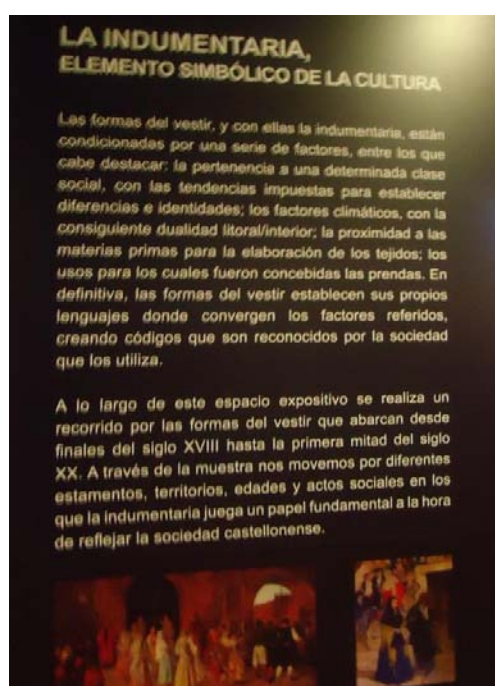 LA INDUMENTARIA,
ELEMENTO SIMBÓLICO DE LA CULTURA
Las formas del vestir, y con ellas la indumentaria, están
condicionadas por una serie de factores, entre los que
cabe destacar: la pertenencia a una determinada clase
social, con las tendencias impuestas para establecer
diferencias e identidades; los factores climáticos, con la
consiguiente dualidad litoral/interior; la proximidad a las
materias primas para la elaboración de los tejidos; los
usos para los cuales fueron concebidas las prendas. En
definitiva, las formas del vestir establecen sus propios
lenguajes donde convergen los factores referidos,
creando códigos que son reconocidos por la sociedad
que los utiliza.
A lo largo de este espacio expositivo se realiza un
recorrido por las formas del vestir que abarcan desde
finales del siglo XVIII hasta la primera mitad del siglo
XX. A través de la muestra nos movemos por diferentes
estamentos, territorios, edades y actos sociales en los
que la indumentaria juega un papel fundamental a la hora
de reflejar la sociedad castellonense.